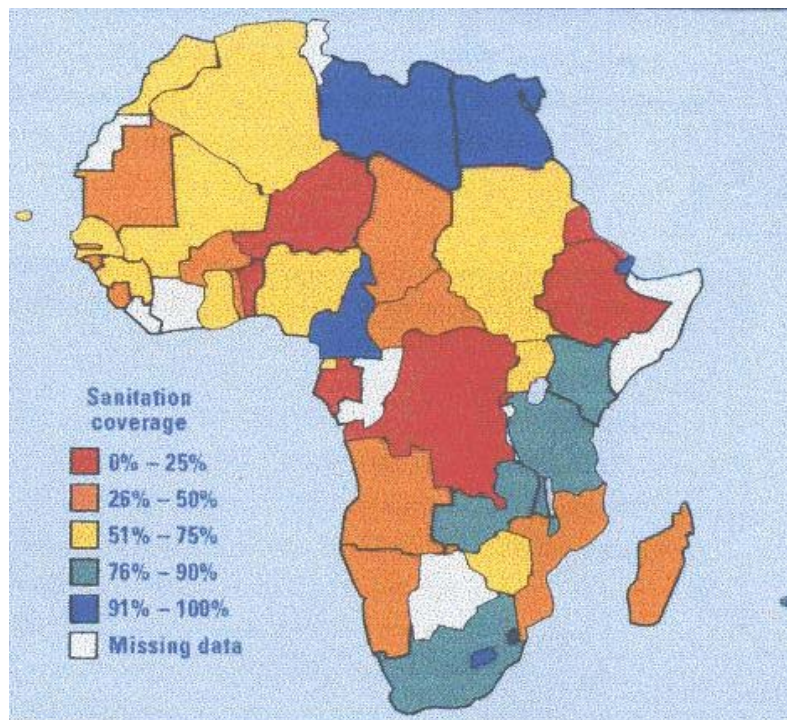 Sanitation
coverage
0% – 25%
26% – 50%
51% – 75%
76% – 90%
91% – 100%
Missing data